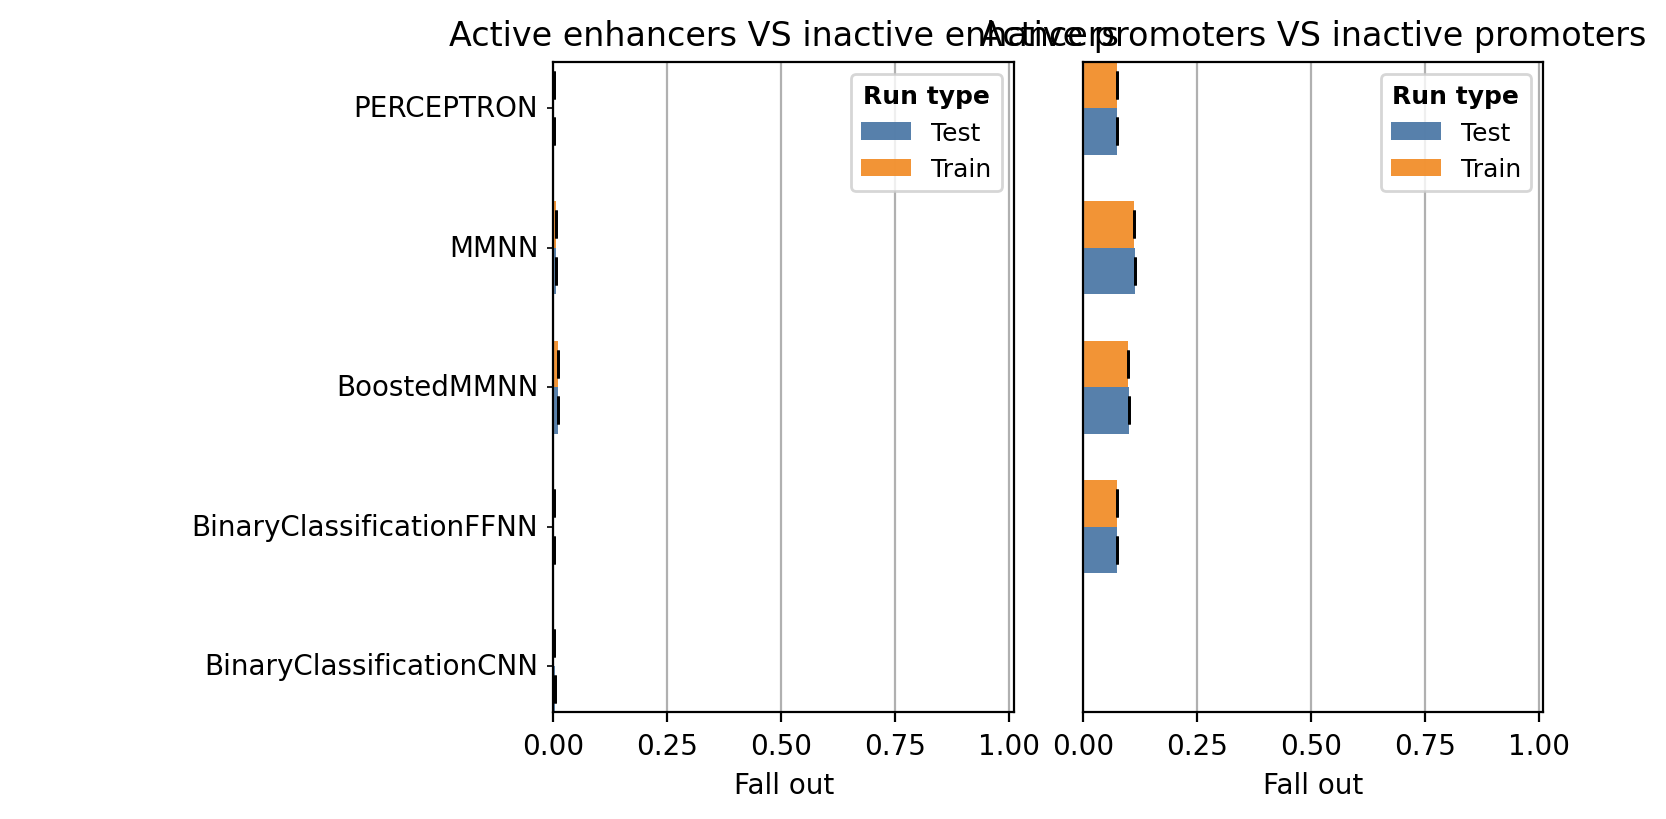 Active enhancers VS inactive enhancers
Active promoters VS inactive promoters
PERCEPTRON
MMNN
BoostedMMNN
BinaryClassificationFFNN
BinaryClassificationCNN
Run type
Test
Train
0.00 0.25 0.50 0.75 1.00
Fall out
Run type
Test
Train
0.00 0.25 0.50 0.75 1.00
Fall out